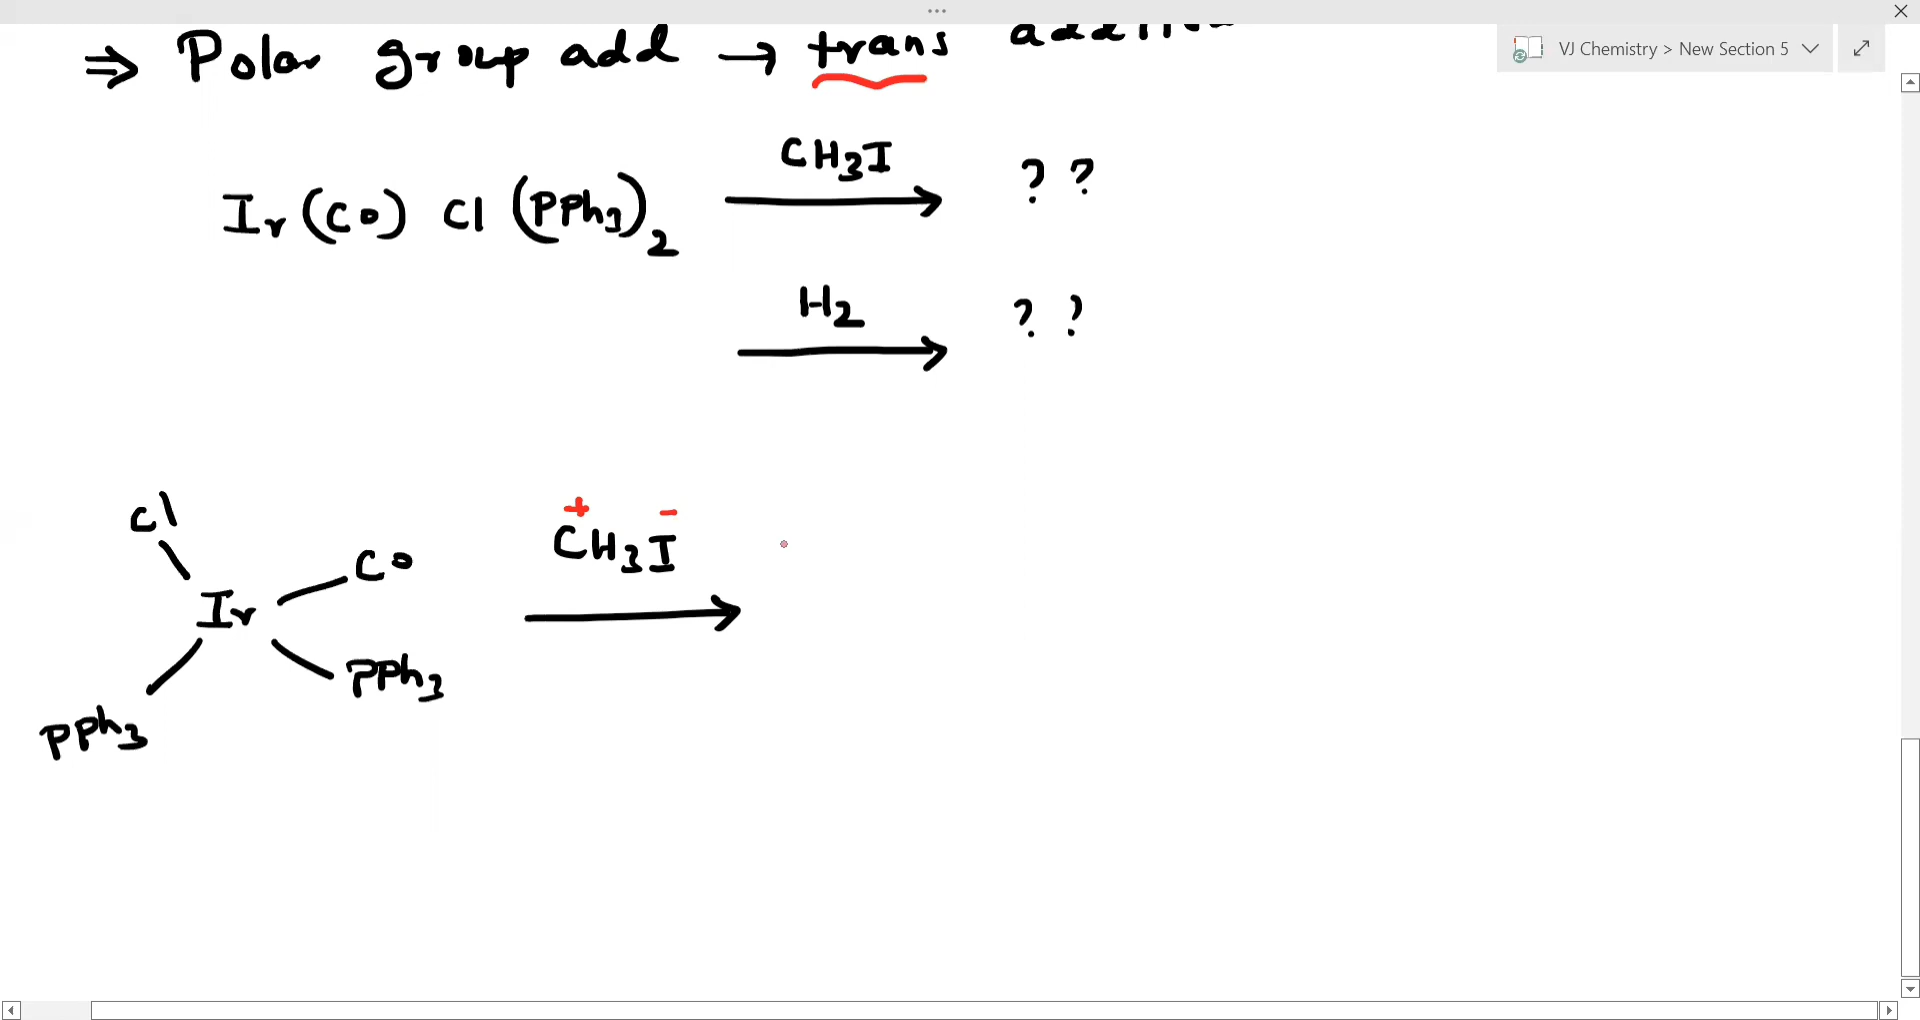 ⇒ Polar group add → trans
VJ Chemistry > New Section 5
CH3I
Ir(CO) Cl (PPh3)2 → ??
H2
→ ??
Cl
+ -
CH3I
CO
Ir →
PPh3
PPh3